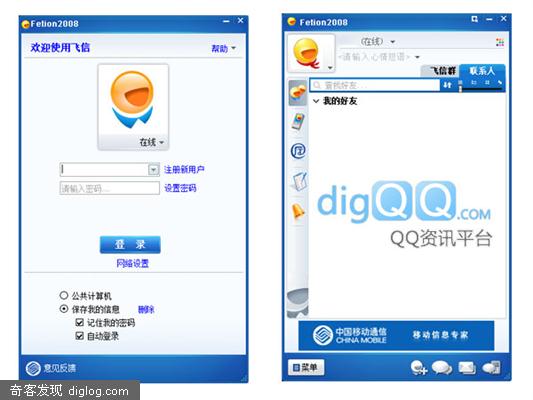 Fetion2008
欢迎使用飞信
帮助
在线
注册新用户
请输入密码...
设置密码
登 录
网络设置
公共计算机
保存我的信息 删除
记住我的密码
自动登录
意见反馈
奇客发现 diglog.com
Fetion2008
(在线)
<请输入心情短语>
飞信群 联系人
查找好友...
我的好友
digQQ.COM
QQ资讯平台
中国移动通信
CHINA MOBILE
移动信息专家
菜单